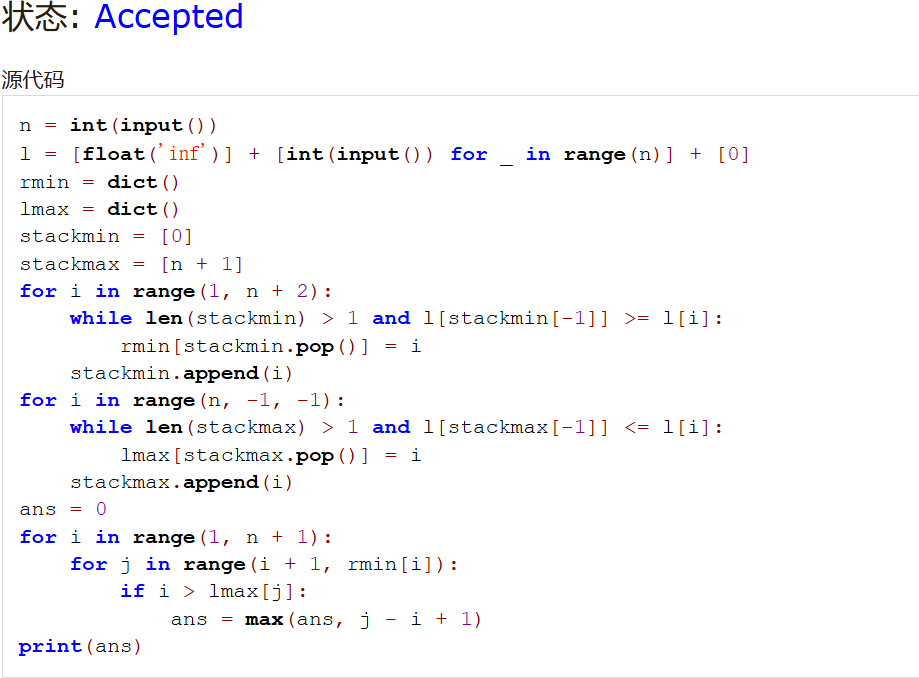 状态: Accepted
源代码
n = int(input())
l = [float('inf')] + [int(input()) for _ in range(n)] + [0]
rmin = dict()
lmax = dict()
stackmin = [0]
stackmax = [n + 1]
for i in range(1, n + 2):
    while len(stackmin) > 1 and l[stackmin[-1]] >= l[i]:
        rmin[stackmin.pop()] = i
    stackmin.append(i)
for i in range(n, -1, -1):
    while len(stackmax) > 1 and l[stackmax[-1]] <= l[i]:
        lmax[stackmax.pop()] = i
    stackmax.append(i)
ans = 0
for i in range(1, n + 1):
    for j in range(i + 1, rmin[i]):
        if i > lmax[j]:
            ans = max(ans, j - i + 1)
print(ans)